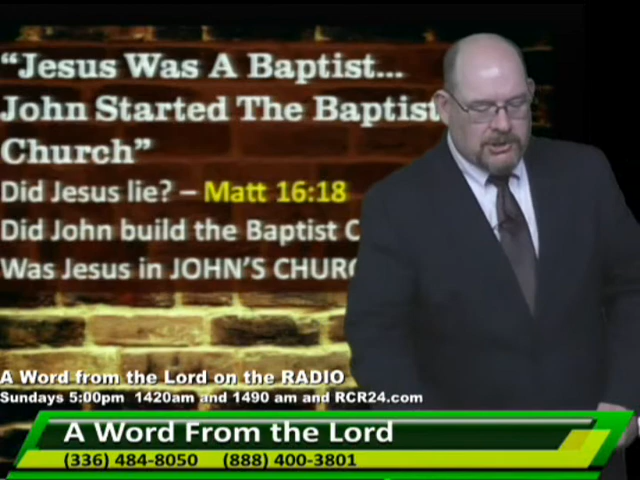 “Jesus Was A Baptist...
John Started The Baptist
Church”
Did Jesus lie? – Matt 16:18
Did John build the Baptist C
Was Jesus in JOHN'S CHURC
A Word from the Lord on the RADIO
Sundays 5:00pm 1420am and 1490 am and RCR24.com
A Word From the Lord
(336) 484-8050 (888) 400-3801